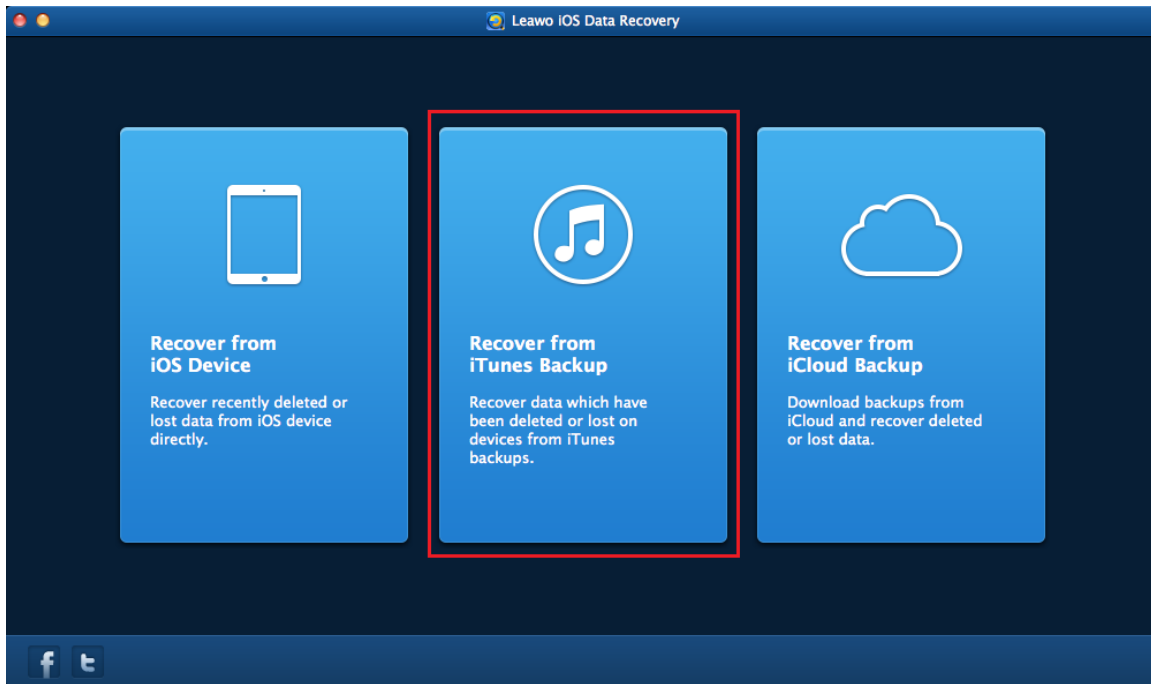 Leawo iOS Data Recovery
Recover from
iOS Device
Recover recently deleted or
lost data from iOS device
directly.
Recover from
iTunes Backup
Recover data which have
been deleted or lost on
devices from iTunes
backups.
Recover from
iCloud Backup
Download backups from
iCloud and recover deleted
or lost data.